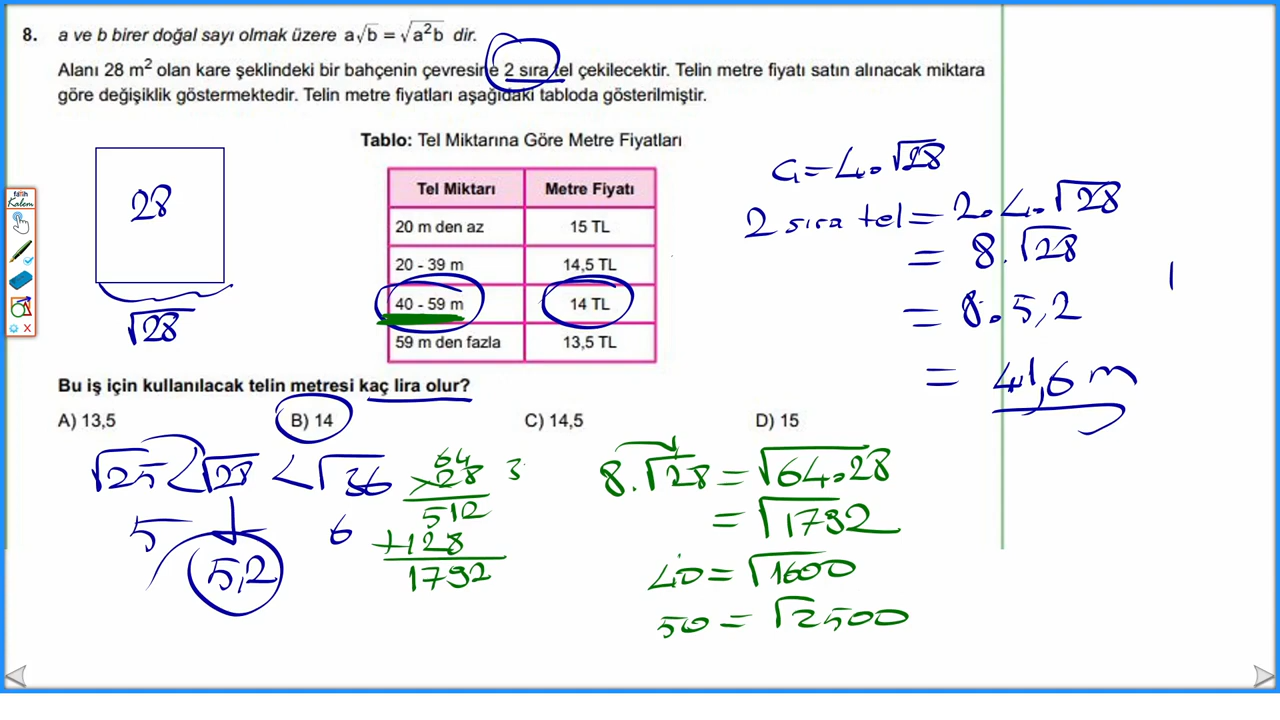 8. a ve b birer doğal sayı olmak üzere a√b = √a²b dir.
Alanı 28 m² olan kare şeklindeki bir bahçenin çevresine 2 sıra tel çekilecektir. Telin metre fiyatı satın alınacak miktara
göre değişiklik göstermektedir. Telin metre fiyatları aşağıdaki tabloda gösterilmiştir.
Tablo: Tel Miktarına Göre Metre Fiyatları
Tel Miktarı Metre Fiyatı
20 m den az 15 TL
20 - 39 m 14,5 TL
40 - 59 m 14 TL
59 m den fazla 13,5 TL
28
√28
fatih
Kalem
Ç=4.√28
2 sıra tel = 2.4.√28
= 8.√28
= 8.5,2
= 41,6 m
Bu iş için kullanılacak telin metresi kaç lira olur?
A) 13,5 B) 14 C) 14,5 D) 15
√25 < √28 < √36
5 6
5,2
64
×28
512
+128
1792
3
8.√28 = √64.28
= √1792
40 = √1600
50 = √2500